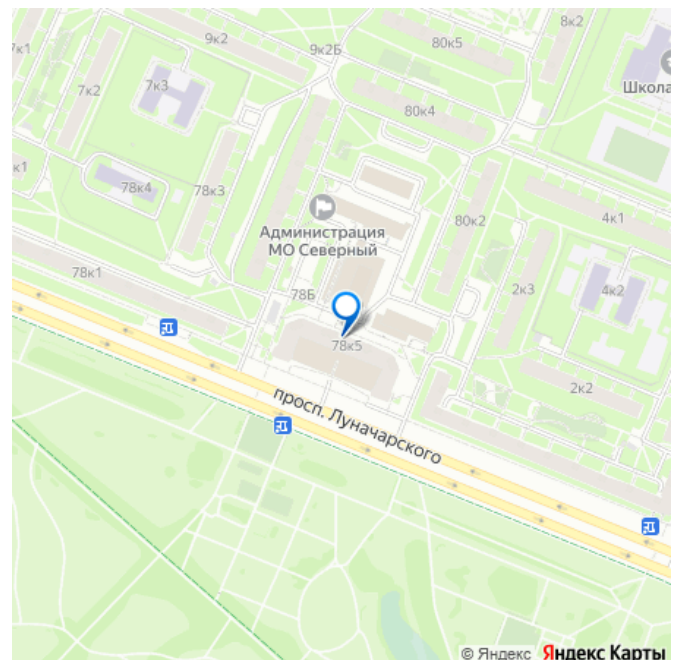 8к2
9к2
9к2Б
80к5
7к1
7к3
7к2
Школа
80к4
к1
78к4
78к3
Администрация
МО Северный
80к2
4к1
78к1
78Б
2к3
4к2
78к5
2к2
просп. Луначарского
© Яндекс Яндекс Карты